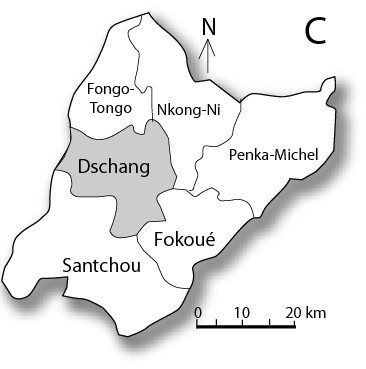 N
C
Fongo-
Tongo
Nkong-Ni
Dschang
Penka-Michel
Fokoué
Santchou
0 10 20 km